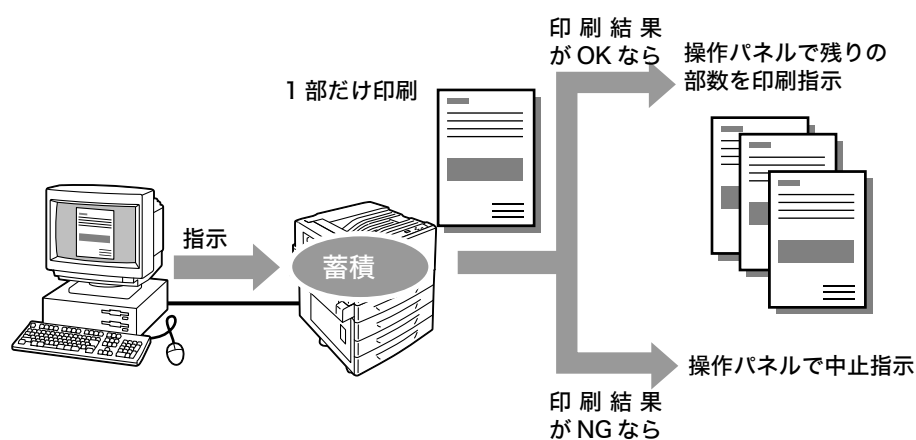 印刷結果
がOKなら
操作パネルで残りの
部数を印刷指示
1部だけ印刷
指示
蓄積
操作パネルで中止指示
印刷結果
がNGなら